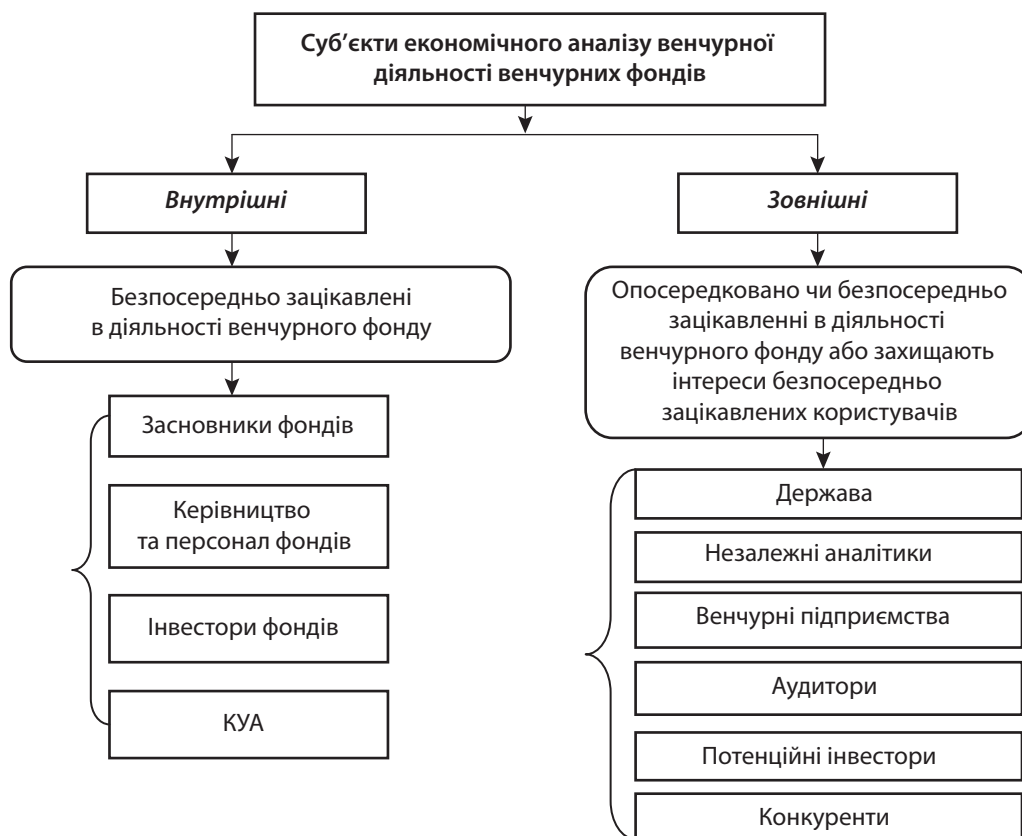 Суб’єкти економічного аналізу венчурної
діяльності венчурних фондів
Внутрішні
Безпосередньо зацікавлені
в діяльності венчурного фонду
Засновники фондів
Керівництво
та персонал фондів
Інвестори фондів
КУА
Зовнішні
Опосередковано чи безпосередньо
зацікавленні в діяльності
венчурного фонду або захищають
інтереси безпосередньо
зацікавлених користувачів
Держава
Незалежні аналітики
Венчурні підприємства
Аудитори
Потенційні інвестори
Конкуренти